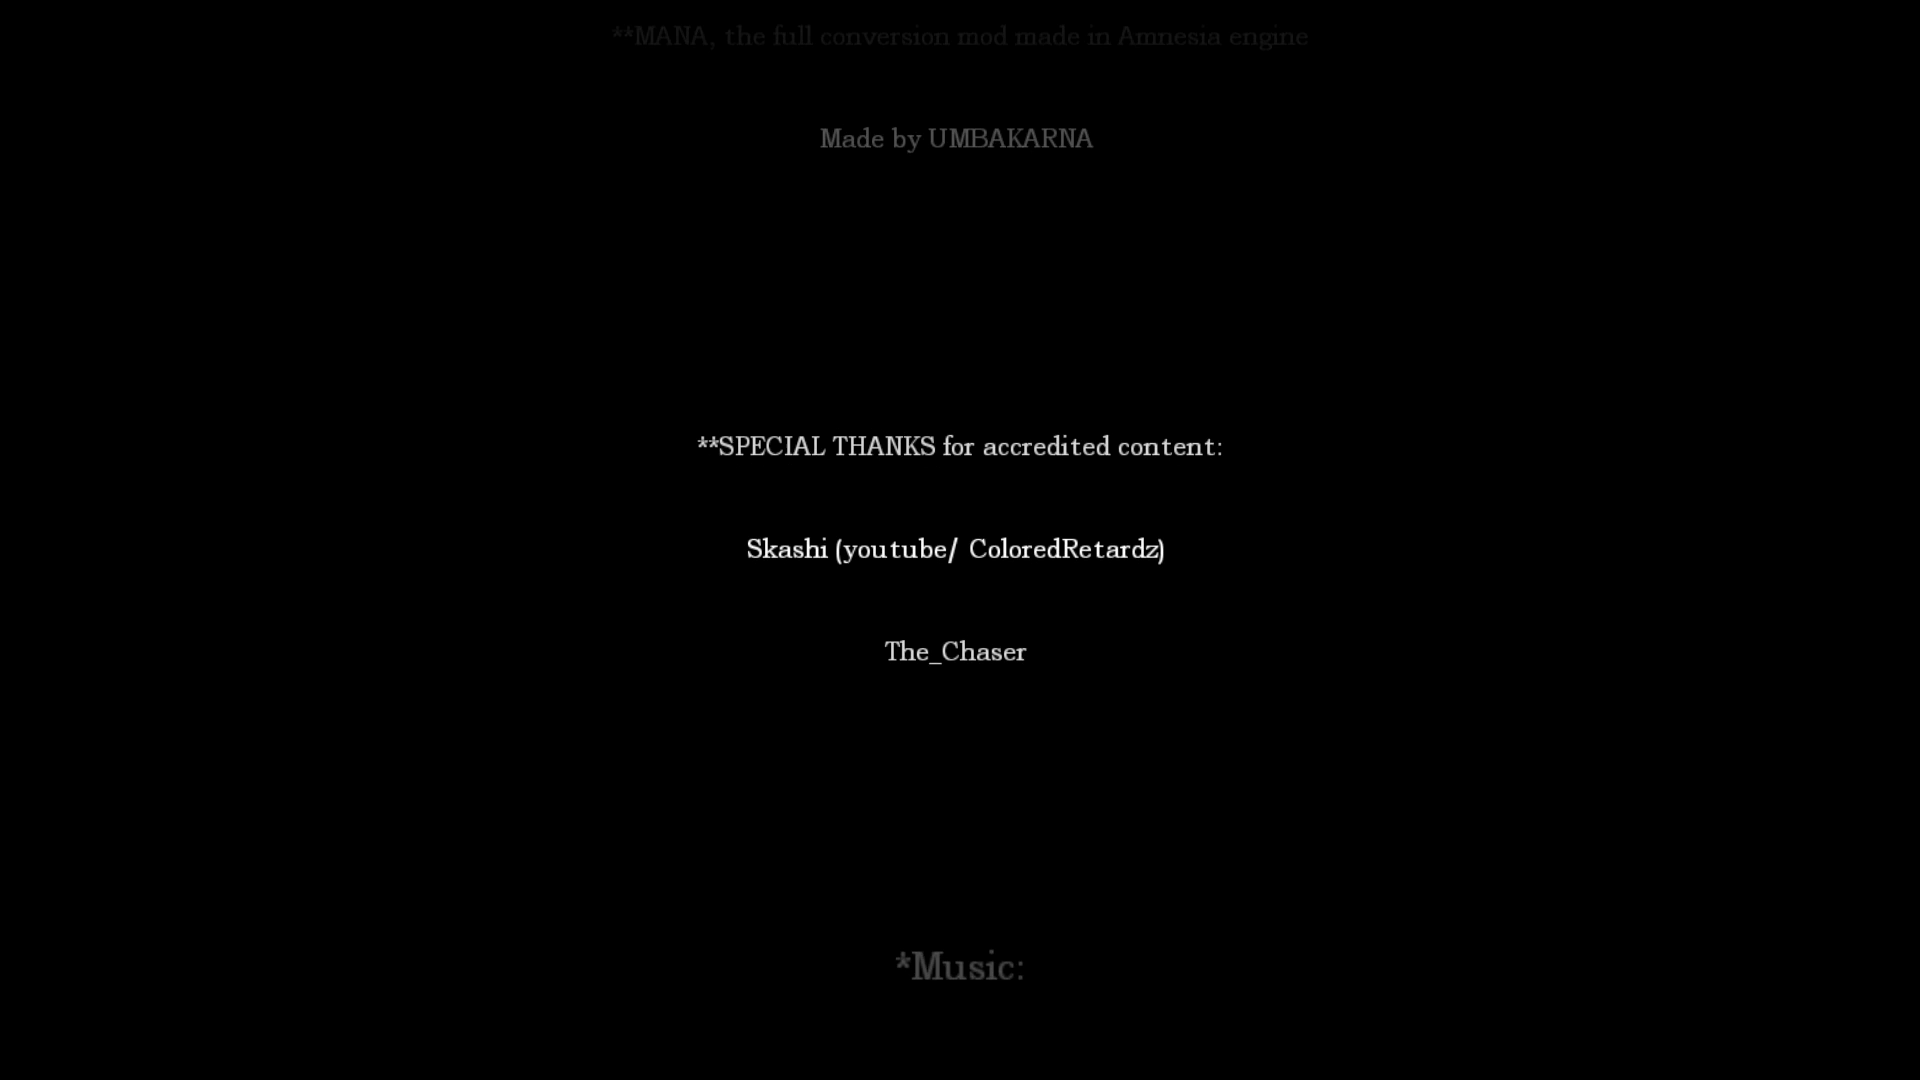 **MANA, the full conversion mod made in Amnesia engine
Made by UMBAKARNA
**SPECIAL THANKS for accredited content:
Skashi (youtube/ ColoredRetardz)
The_Chaser
*Music: